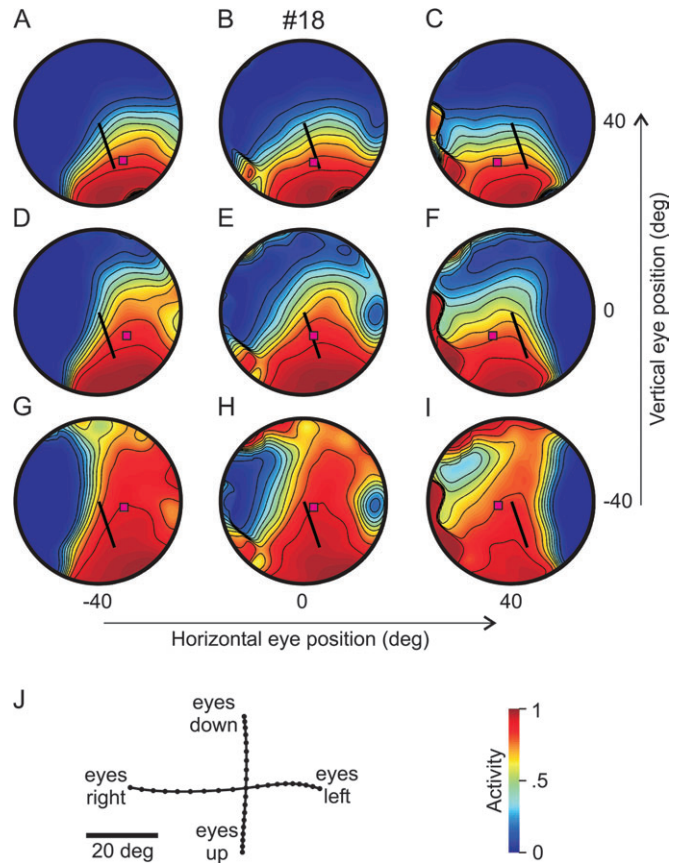 A
B
#18
C
40
D
E
F
0
G
H
I
-40
Vertical eye position (deg)
-40
0
40
Horizontal eye position (deg)
J
eyes
down
eyes
right
eyes
left
eyes
up
20 deg
Activity
1
.5
0